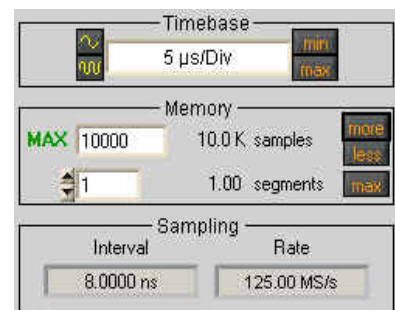 Timebase
5 µs/Div
min
max
Memory
MAX 10000 10.0 K samples more
less
1 1.00 segments max
Sampling
Interval Rate
8.0000 ns 125.00 MS/s